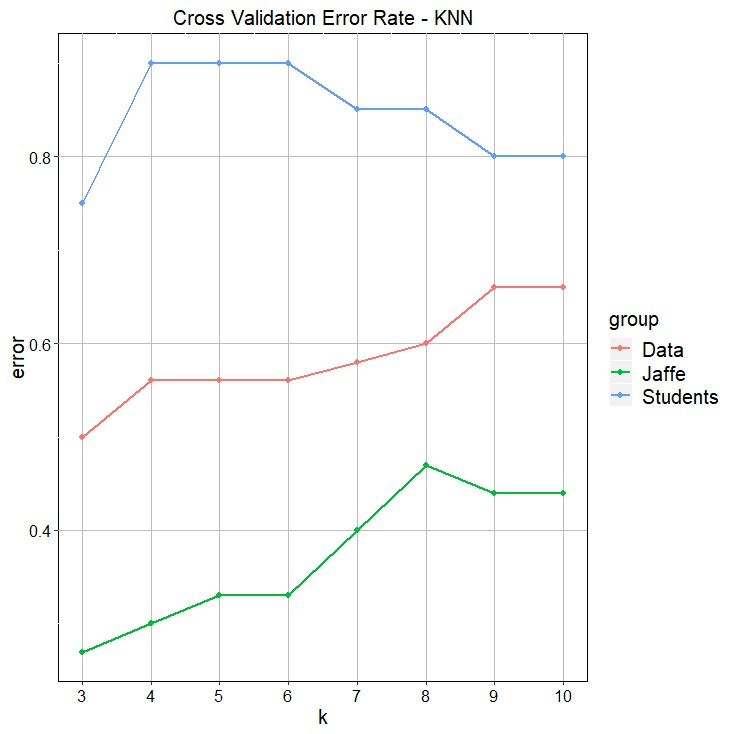 Cross Validation Error Rate - KNN
0.8
0.6
0.4
error
3 4 5 6 7 8 9 10
k
group
Data
Jaffe
Students